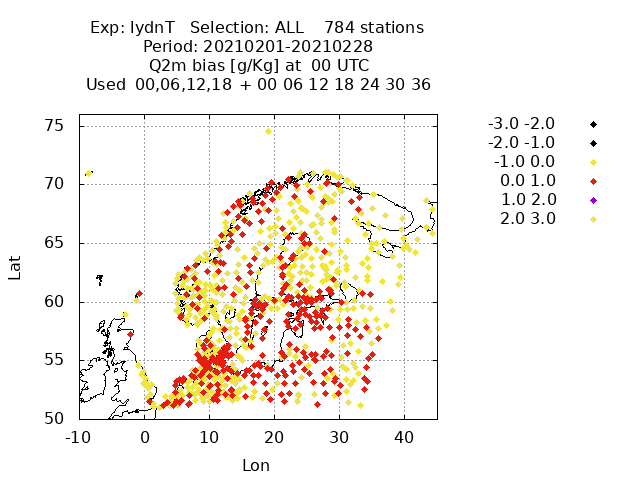 Exp: IydnT   Selection: ALL    784 stations
Period: 20210201-20210228
Q2m bias [g/Kg] at  00 UTC
Used  00,06,12,18 + 00 06 12 18 24 30 36
-3.0 -2.0
-2.0 -1.0
-1.0 0.0
0.0 1.0
1.0 2.0
2.0 3.0
75
70
65
60
55
50
Lat
-10 0 10 20 30 40
Lon